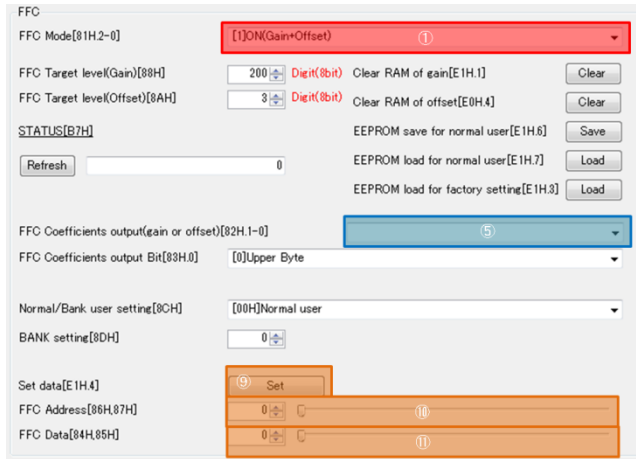 FFC
FFC Mode[81H.2-0] [1]ON(Gain+Offset) ①
FFC Target level(Gain)[88H] 200 Digit(8bit) Clear RAM of gain[E1H.1] Clear
FFC Target level(Offset)[8AH] 3 Digit(8bit) Clear RAM of offset[E0H.4] Clear
STATUS[B7H] EEPROM save for normal user[E1H.6] Save
Refresh 0 EEPROM load for normal user[E1H.7] Load
EEPROM load for factory setting[E1H.3] Load
FFC Coefficients output(gain or offset)[82H.1-0] ⑤
FFC Coefficients output Bit[83H.0] [0]Upper Byte
Normal/Bank user setting[8CH] [00H]Normal user
BANK setting[8DH] 0
Set data[E1H.4] ⑨ Set
FFC Address[86H,87H] 0 ⑩
FFC Data[84H,85H] 0 ⑪